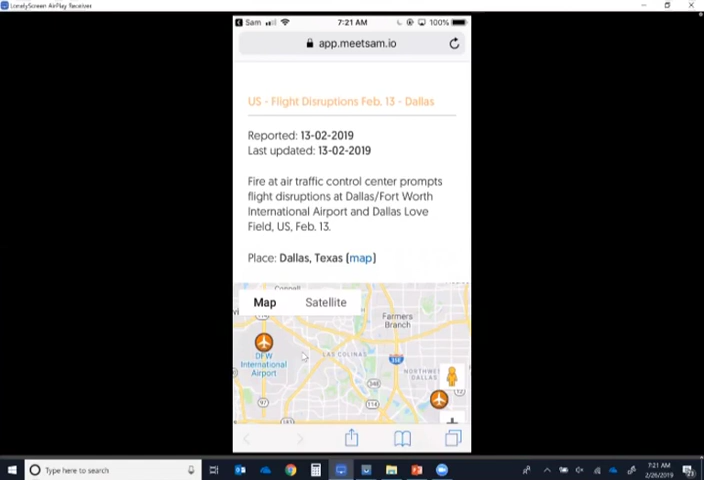 LonelyScreen AirPlay Receiver
Sam
7:21 AM
100%
app.meetsam.io
US - Flight Disruptions Feb. 13 - Dallas
Reported: 13-02-2019
Last updated: 13-02-2019
Fire at air traffic control center prompts
flight disruptions at Dallas/Fort Worth
International Airport and Dallas Love
Field, US, Feb. 13.
Place: Dallas, Texas (map)
Map
Satellite
Farmers
Branch
DFW
International
Airport
LAS COLINAS
NORTHWEST
DALLAS
348
114
97
Type here to search
7:21 AM
2/26/2019